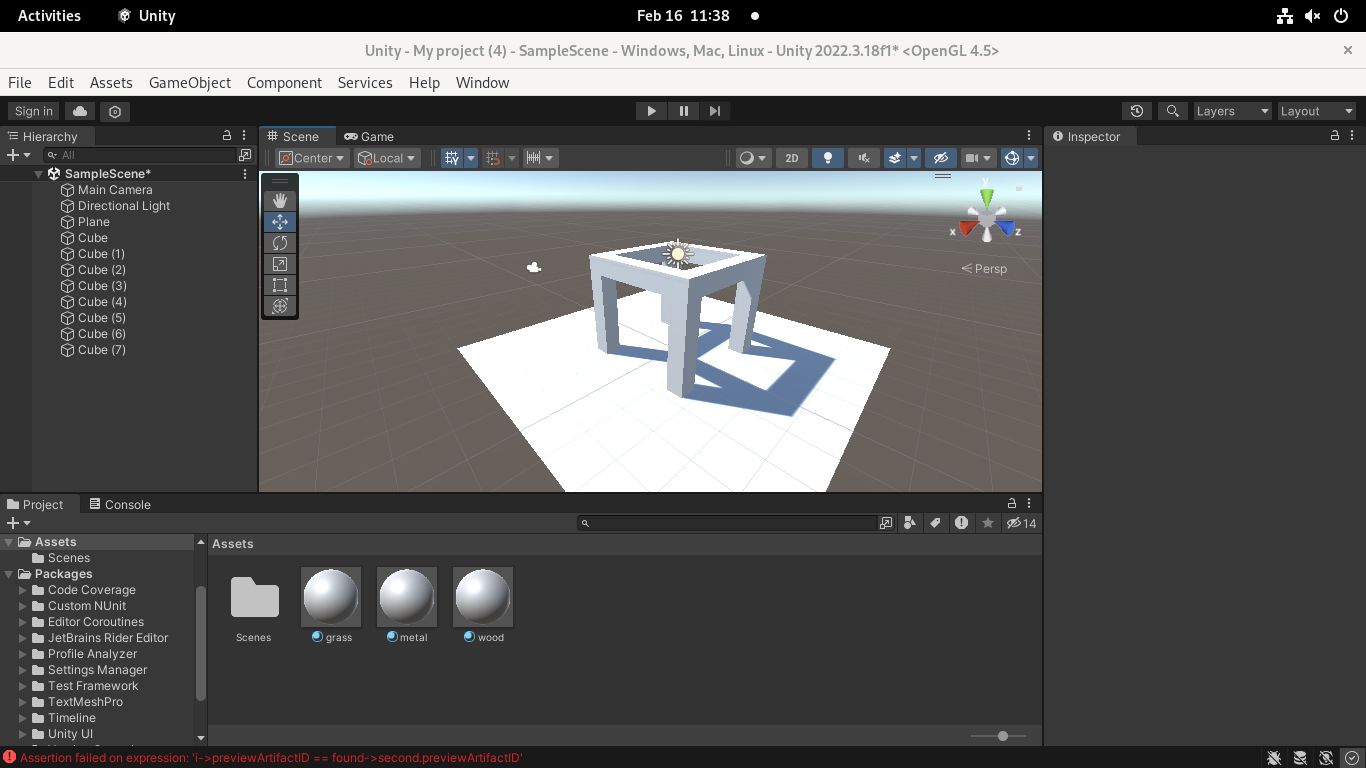 Activities Unity Feb 16 11:38
Unity - My project (4) - SampleScene - Windows, Mac, Linux - Unity 2022.3.18f1* <OpenGL 4.5>
File Edit Assets GameObject Component Services Help Window
Sign in Layers Layout
Hierarchy Scene Game Inspector
All Center Local 2D
SampleScene*
Main Camera
Directional Light
Plane
Cube
Cube (1)
Cube (2)
Cube (3)
Cube (4)
Cube (5)
Cube (6)
Cube (7)
y
x z
Persp
Project Console
14
Assets
Scenes
Packages
Code Coverage
Custom NUnit
Editor Coroutines
JetBrains Rider Editor
Profile Analyzer
Settings Manager
Test Framework
TextMeshPro
Timeline
Unity UI
Assets
Scenes grass metal wood
Assertion failed on expression: 'i->previewArtifactID == found->second.previewArtifactID'